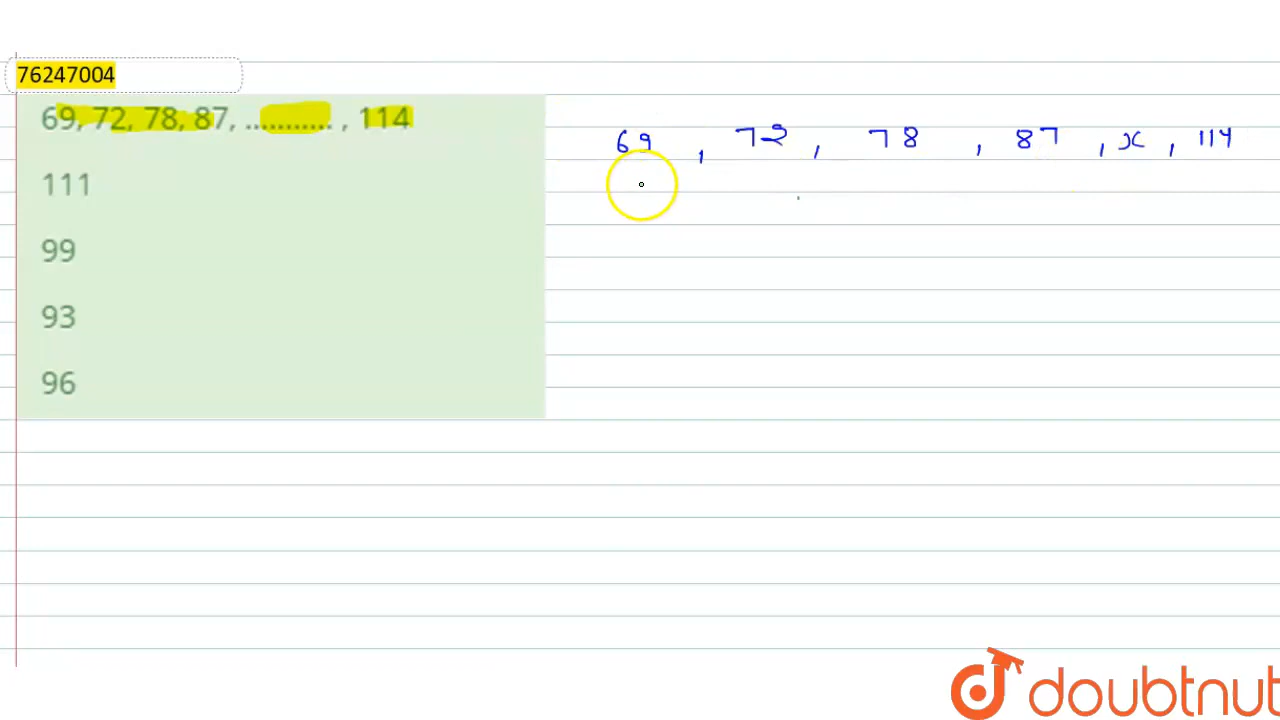 76247004
69, 72, 78, 87, ........... , 114
69 , 72 , 78 , 87 , x , 114
111
99
93
96
doubtnut